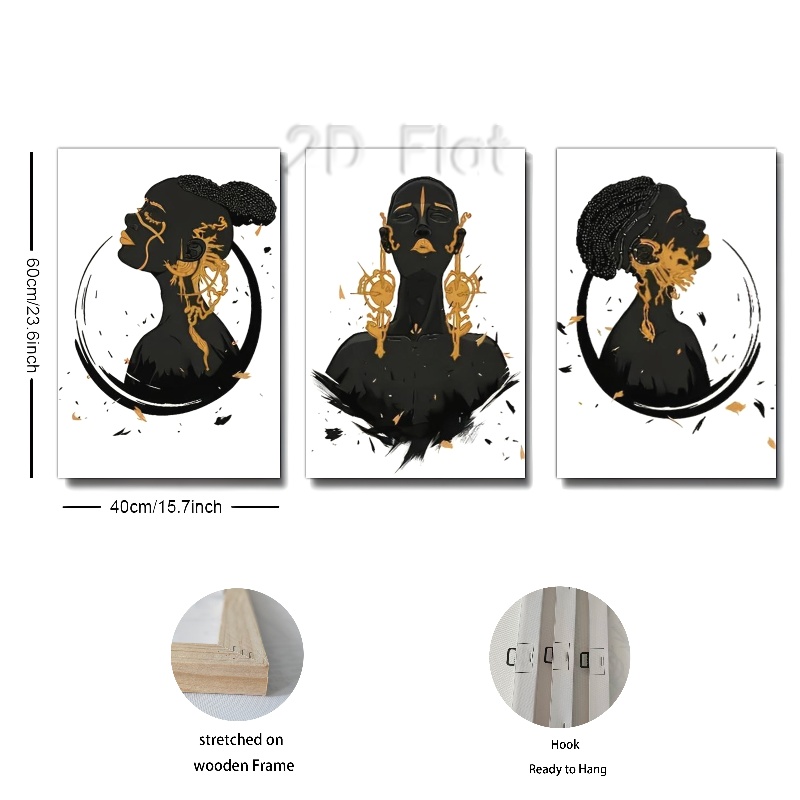 2D Flat
60cm/23.6inch
40cm/15.7inch
stretched on
wooden Frame
Hook
Ready to Hang